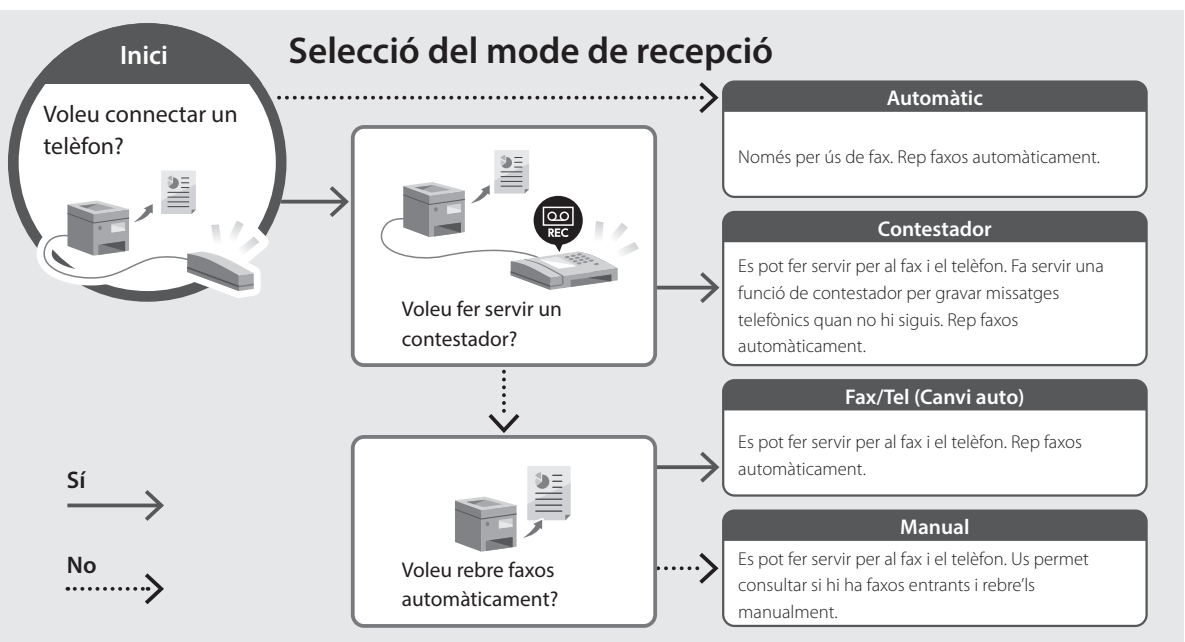 Selecció del mode de recepció
Inici
Voleu connectar un
telèfon?
REC
Voleu fer servir un
contestador?
Voleu rebre faxos
automàticament?
Sí
No
Automàtic
Només per ús de fax. Rep faxos automàticament.
Contestador
Es pot fer servir per al fax i el telèfon. Fa servir una
funció de contestador per gravar missatges
telefònics quan no hi siguis. Rep faxos
automàticament.
Fax/Tel (Canvi auto)
Es pot fer servir per al fax i el telèfon. Rep faxos
automàticament.
Manual
Es pot fer servir per al fax i el telèfon. Us permet
consultar si hi ha faxos entrants i rebre’ls
manualment.